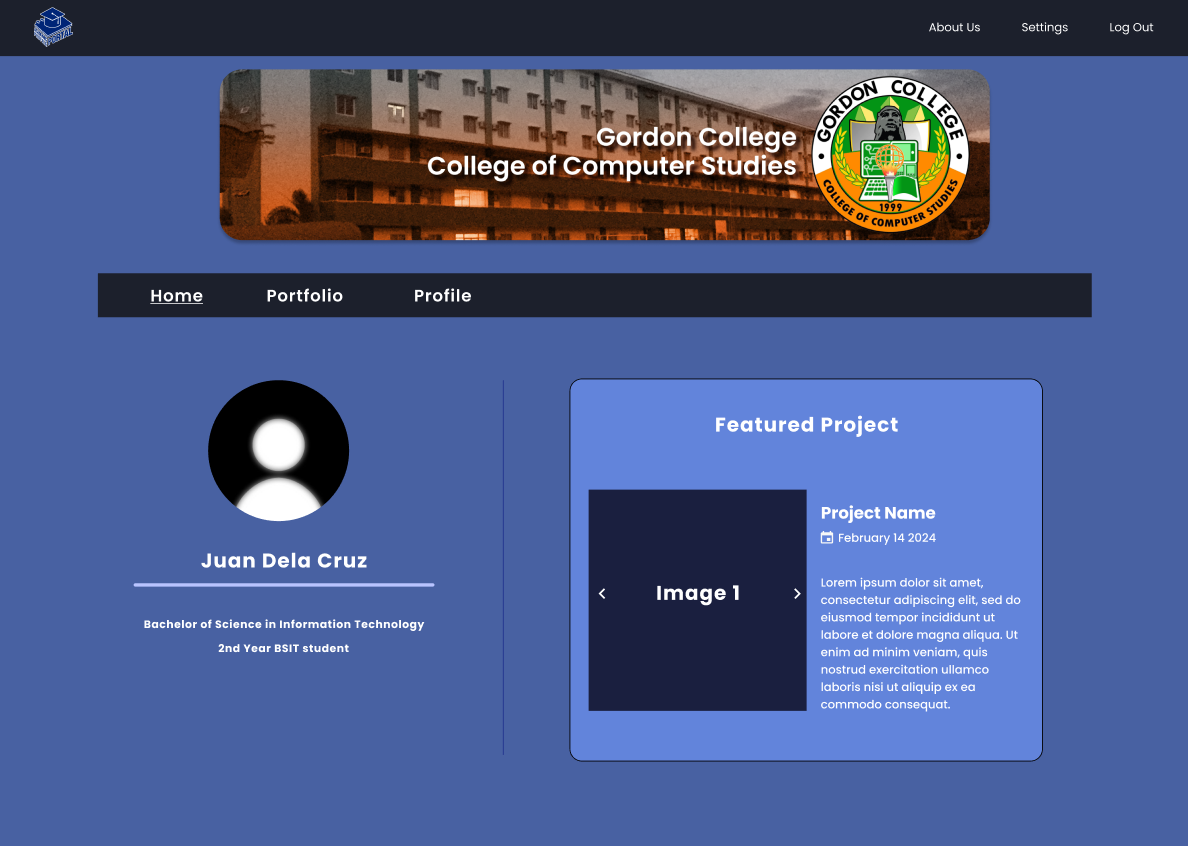 PORTAL
About Us Settings Log Out
Gordon College
College of Computer Studies
GORDON COLLEGE
1999
COLLEGE OF COMPUTER STUDIES
Home Portfolio Profile
Juan Dela Cruz
Bachelor of Science in Information Technology
2nd Year BSIT student
Featured Project
Image 1
Project Name
February 14 2024
Lorem ipsum dolor sit amet,
consectetur adipiscing elit, sed do
eiusmod tempor incididunt ut
labore et dolore magna aliqua. Ut
enim ad minim veniam, quis
nostrud exercitation ullamco
laboris nisi ut aliquip ex ea
commodo consequat.